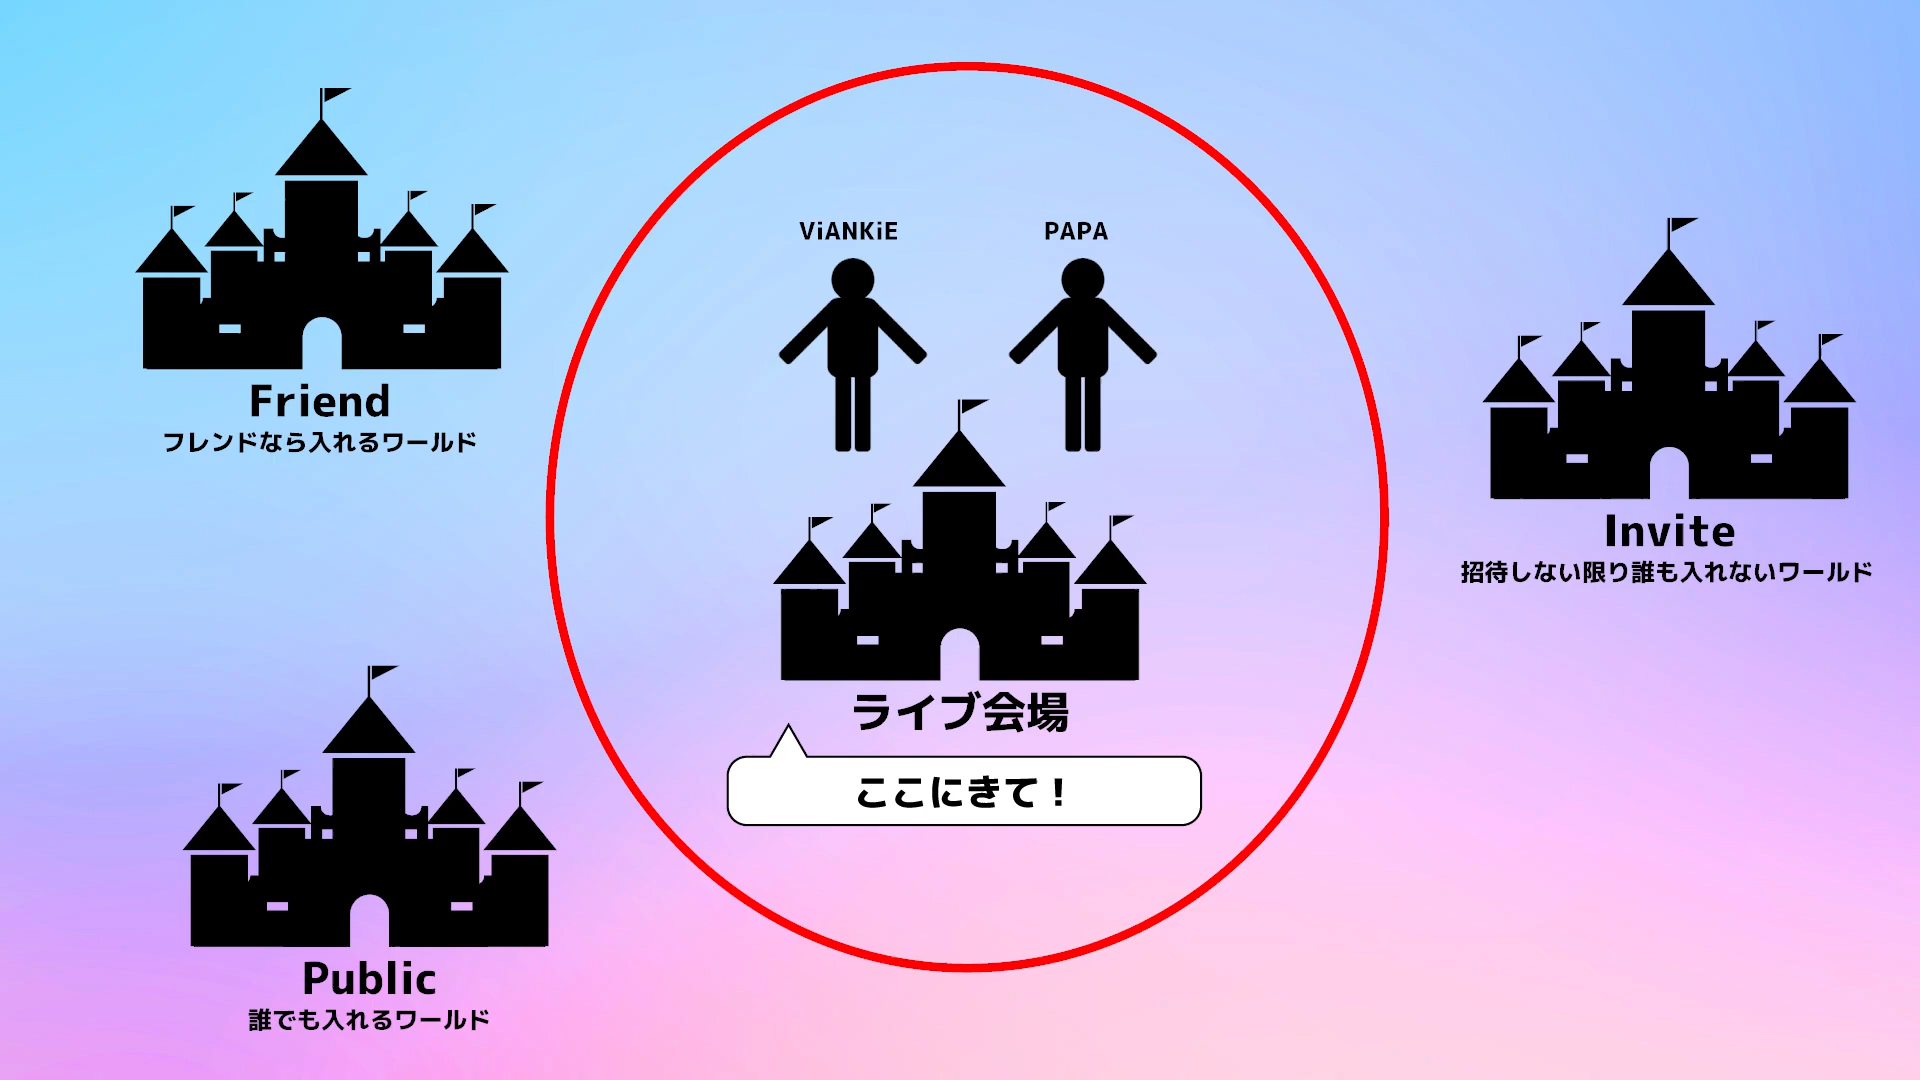 Friend
フレンドなら入れるワールド
ViANKiE
PAPA
ライブ会場
ここにきて！
Invite
招待しない限り誰も入れないワールド
Public
誰でも入れるワールド